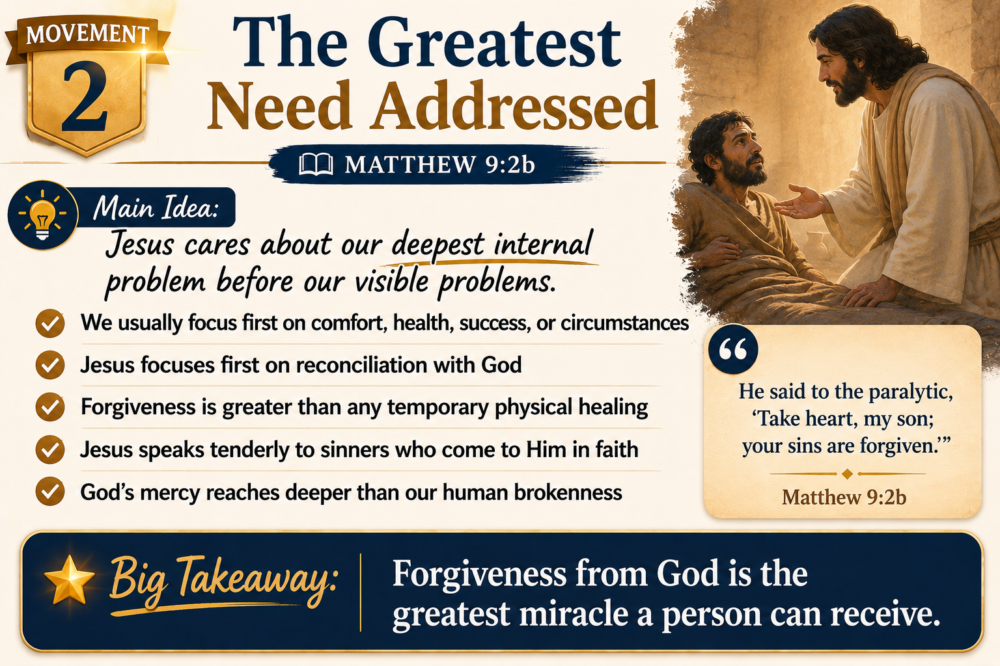 MOVEMENT
2
The Greatest
Need Addressed
MATTHEW 9:2b
Main Idea:
Jesus cares about our deepest internal
problem before our visible problems.
We usually focus first on comfort, health, success, or circumstances
Jesus focuses first on reconciliation with God
Forgiveness is greater than any temporary physical healing
Jesus speaks tenderly to sinners who come to Him in faith
God’s mercy reaches deeper than our human brokenness
“
He said to the paralytic,
‘Take heart, my son;
your sins are forgiven.’”
Matthew 9:2b
Big Takeaway:
Forgiveness from God is the
greatest miracle a person can receive.